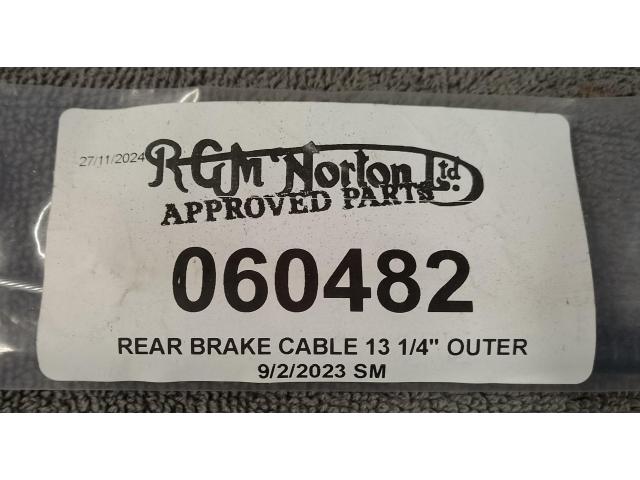 27/11/2024
RGM Norton Ltd.
APPROVED PARTS
060482
REAR BRAKE CABLE 13 1/4" OUTER
9/2/2023 SM